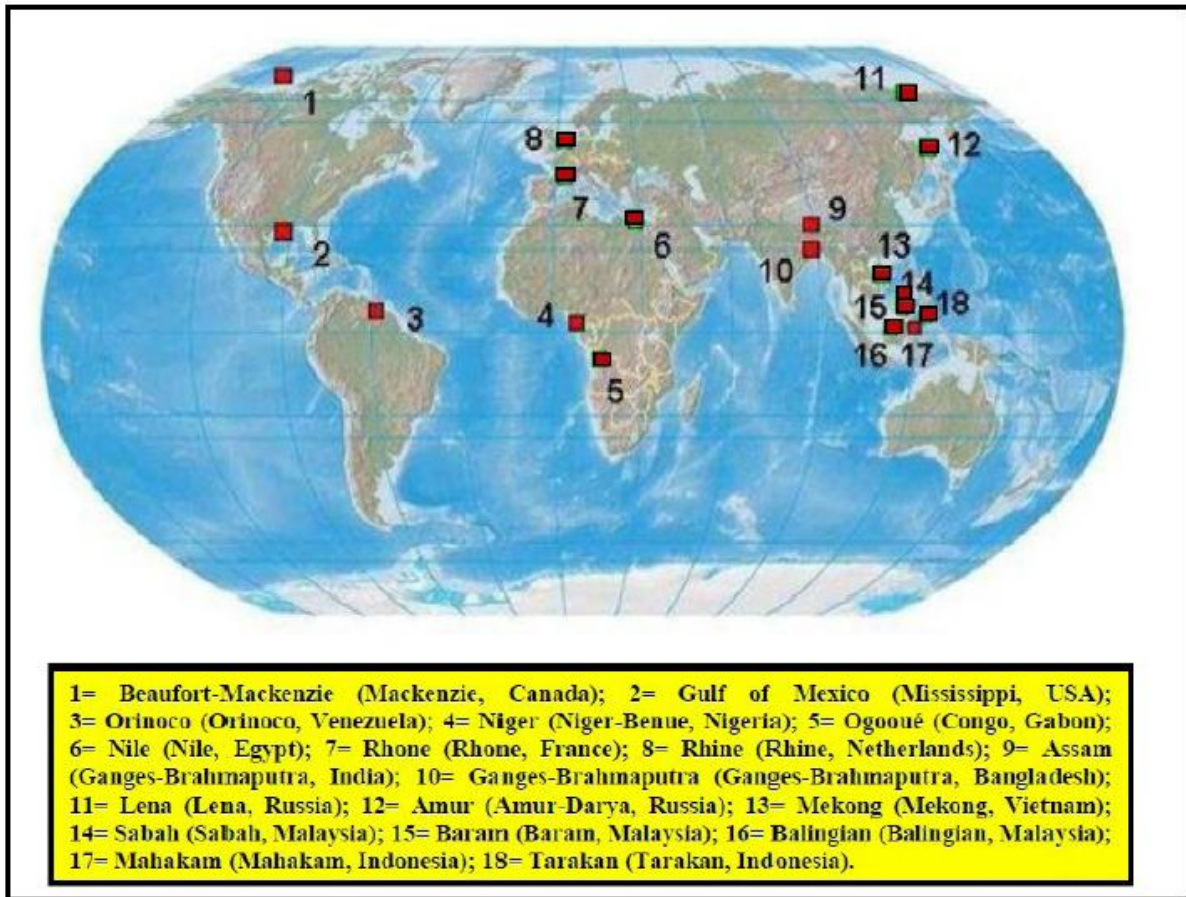 11
1
8
12
7
9
6
2
13
10
14
18
4
3
15
5
16
17
1= Beaufort-Mackenzie (Mackenzie, Canada); 2= Gulf of Mexico (Mississippi, USA);
3= Orinoco (Orinoco, Venezuela); 4= Niger (Niger-Benue, Nigeria); 5= Ogooué (Congo, Gabon);
6= Nile (Nile, Egypt); 7= Rhone (Rhone, France); 8= Rhine (Rhine, Netherlands); 9= Assam
(Ganges-Brahmaputra, India); 10= Ganges-Brahmaputra (Ganges-Brahmaputra, Bangladesh);
11= Lena (Lena, Russia); 12= Amur (Amur-Darya, Russia); 13= Mekong (Mekong, Vietnam);
14= Sabah (Sabah, Malaysia); 15= Baram (Baram, Malaysia); 16= Balingian (Balingian, Malaysia);
17= Mahakam (Mahakam, Indonesia); 18= Tarakan (Tarakan, Indonesia).